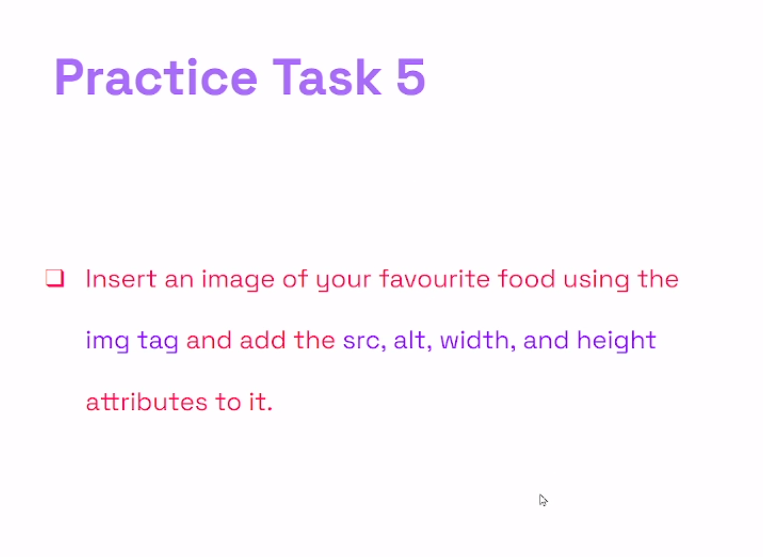 Practice Task 5
❑ Insert an image of your favourite food using the
img tag and add the src, alt, width, and height
attributes to it.